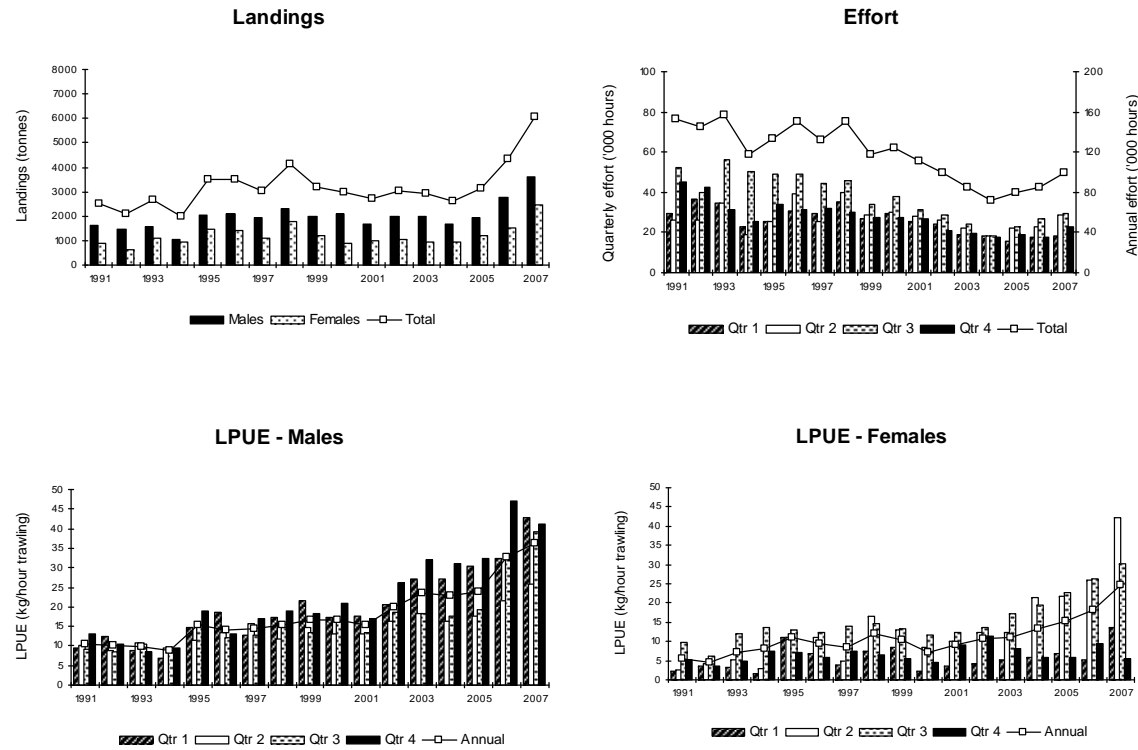 Landings
Landings (tonnes)
8000
7000
6000
5000
4000
3000
2000
1000
0
1991 1993 1995 1997 1999 2001 2003 2005 2007
Males Females Total
Effort
Quarterly effort ('000 hours)
100
80
60
40
20
0
200
160
120
80
40
0
Annual effort ('000 hours)
1991 1993 1995 1997 1999 2001 2003 2005 2007
Qtr 1 Qtr 2 Qtr 3 Qtr 4 Total
LPUE - Males
LPUE (kg/hour trawling)
50
45
40
35
30
25
20
15
10
5
0
1991 1993 1995 1997 1999 2001 2003 2005 2007
Qtr 1 Qtr 2 Qtr 3 Qtr 4 Annual
LPUE - Females
LPUE (kg/hour trawling)
50
45
40
35
30
25
20
15
10
5
0
1991 1993 1995 1997 1999 2001 2003 2005 2007
Qtr 1 Qtr 2 Qtr 3 Qtr 4 Annual